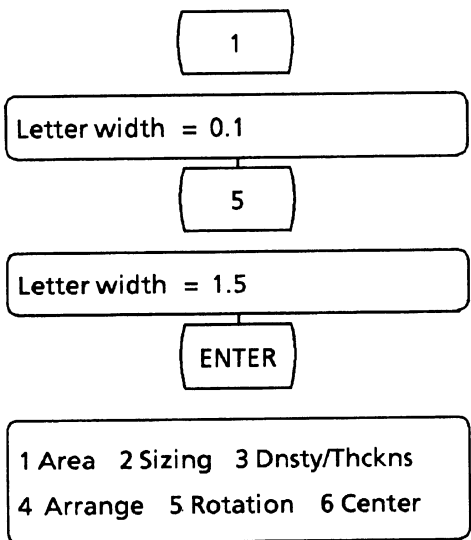 1
Letter width = 0.1
5
Letter width = 1.5
ENTER
1 Area 2 Sizing 3 Dnsty/Thckns
4 Arrange 5 Rotation 6 Center